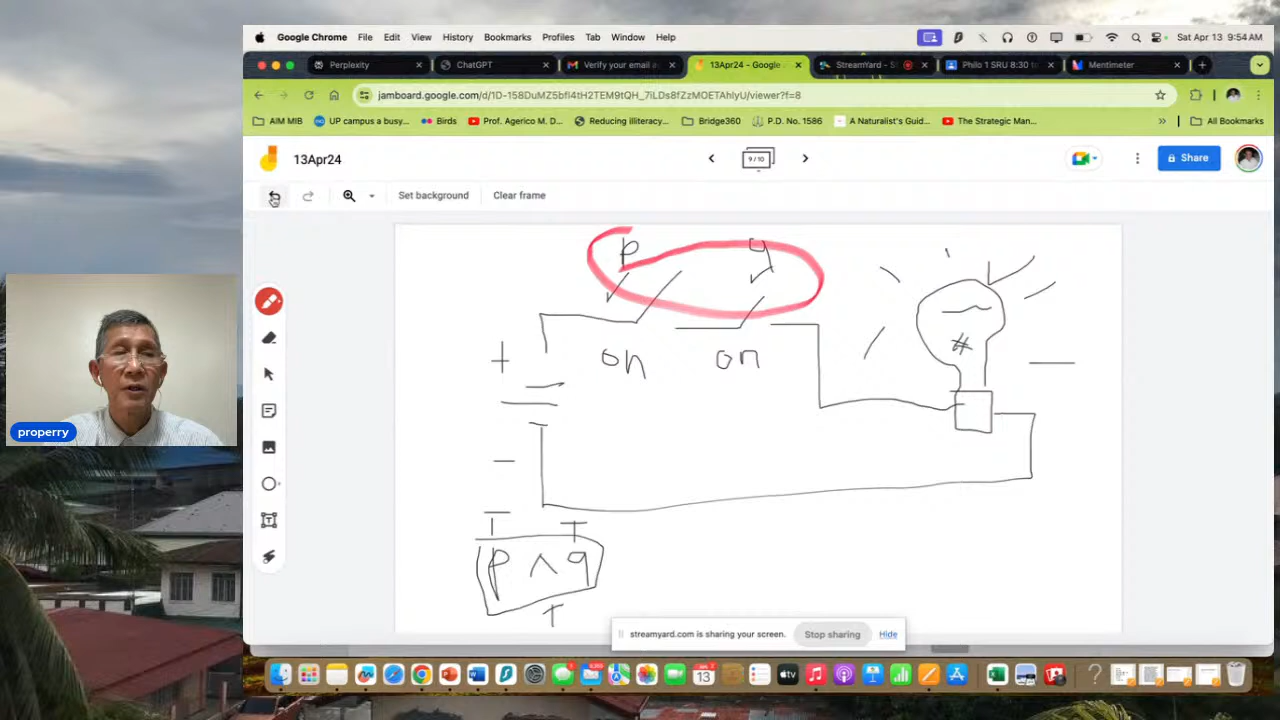 Google Chrome File Edit View History Bookmarks Profiles Tab Window Help Sat Apr 13 9:54 AM
Perplexity ChatGPT Verify your email a 13Apr24 - Google StreamYard - S Philo 1 SRU 8:30 to Mentimeter
jamboard.google.com/d/1D-158DuMZ5bfl4tH2TEM9tQH_7iLDs8fZzMOETAhlyU/viewer?f=8
AIM MIB UP campus a busy... Birds Prof. Agerico M. D... Reducing illiteracy... Bridge360 P.D. No. 1586 A Naturalist's Guid... The Strategic Man... All Bookmarks
13Apr24 9/10 Share
Set background Clear frame
p q
+ on on
#
−
T T
p ∧ q
T
properry
streamyard.com is sharing your screen. Stop sharing Hide
13